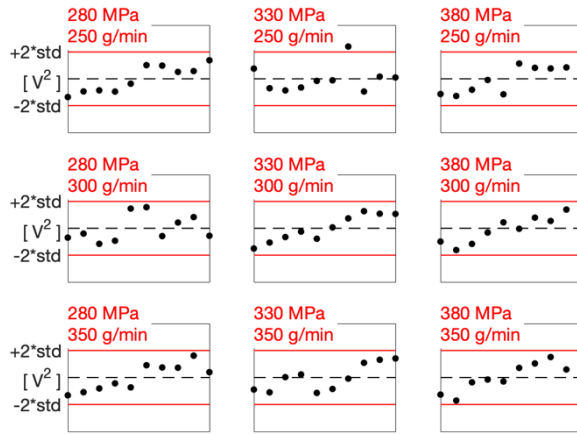 280 MPa
250 g/min
330 MPa
250 g/min
380 MPa
250 g/min
+2*std
[ V² ]
-2*std
280 MPa
300 g/min
330 MPa
300 g/min
380 MPa
300 g/min
+2*std
[ V² ]
-2*std
280 MPa
350 g/min
330 MPa
350 g/min
380 MPa
350 g/min
+2*std
[ V² ]
-2*std